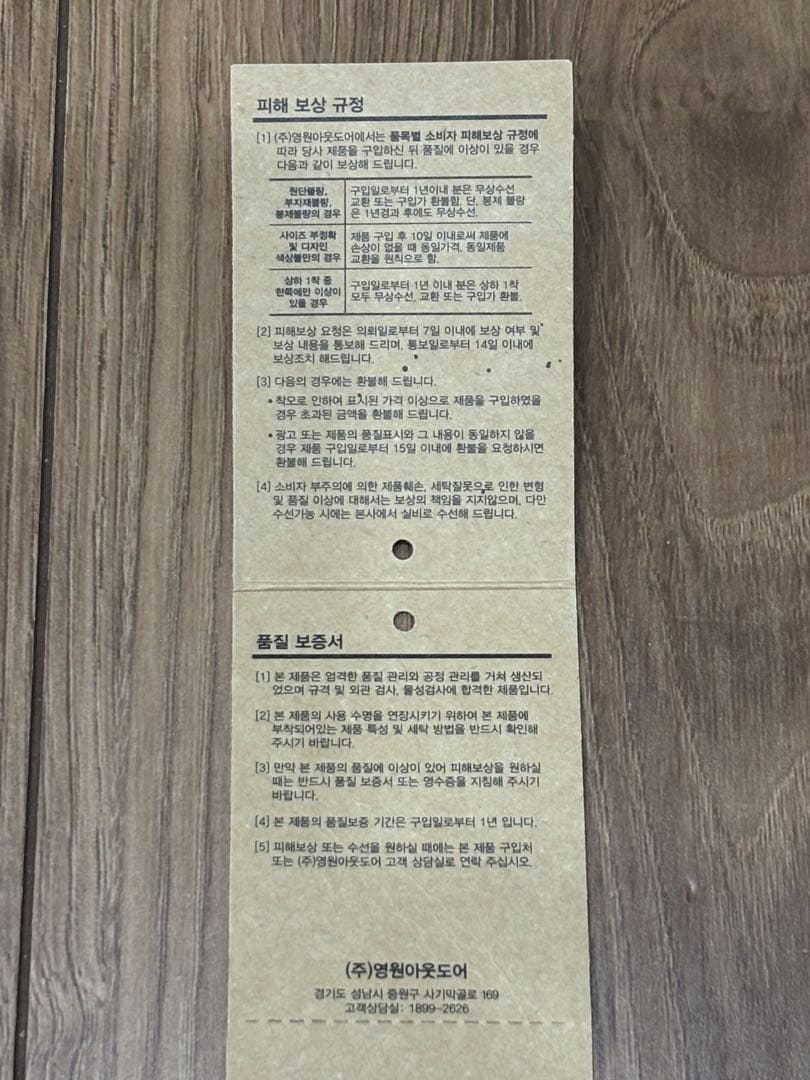 피해 보상 규정
[1] (주)영원아웃도어에서는 품목별 소비자 피해보상 규정에
따라 당사 제품을 구입하신 뒤 품질에 이상이 있을 경우
다음과 같이 보상해 드립니다.
원단불량,
부자재불량,
봉제불량의 경우
구입일로부터 1년이내 분은 무상수선
교환 또는 구입가 환불함. 단, 봉제 불량
은 1년경과 후에도 무상수선.
사이즈 부정확
및 디자인
색상불만의 경우
제품 구입 후 10일 이내로써 제품에
손상이 없을 때 동일가격, 동일제품
교환을 원칙으로 함.
상하 1착 중
한쪽에만 이상이
있을 경우
구입일로부터 1년 이내 분은 상하 1착
모두 무상수선, 교환 또는 구입가 환불.
[2] 피해보상 요청은 의뢰일로부터 7일 이내에 보상 여부 및
보상 내용을 통보해 드리며, 통보일로부터 14일 이내에
보상조치 해드립니다.
[3] 다음의 경우에는 환불해 드립니다.
• 착오로 인하여 표시된 가격 이상으로 제품을 구입하였을
경우 초과된 금액을 환불해 드립니다.
• 광고 또는 제품의 품질표시와 그 내용이 동일하지 않을
경우 제품 구입일로부터 15일 이내에 환불을 요청하시면
환불해 드립니다.
[4] 소비자 부주의에 의한 제품훼손, 세탁잘못으로 인한 변형
및 품질 이상에 대해서는 보상의 책임을 지지않으며, 다만
수선가능 시에는 본사에서 실비로 수선해 드립니다.
품질 보증서
[1] 본 제품은 엄격한 품질 관리와 공정 관리를 거쳐 생산되
었으며 규격 및 외관 검사, 물성검사에 합격한 제품입니다.
[2] 본 제품의 사용 수명을 연장시키기 위하여 본 제품에
부착되어있는 제품 특성 및 세탁 방법을 반드시 확인해
주시기 바랍니다.
[3] 만약 본 제품의 품질에 이상이 있어 피해보상을 원하실
때는 반드시 품질 보증서 또는 영수증을 지침해 주시기
바랍니다.
[4] 본 제품의 품질보증 기간은 구입일로부터 1년 입니다.
[5] 피해보상 또는 수선을 원하실 때에는 본 제품 구입처
또는 (주)영원아웃도어 고객 상담실로 연락 주십시오.
(주)영원아웃도어
경기도 성남시 중원구 사기막골로 169
고객상담실: 1899-2626